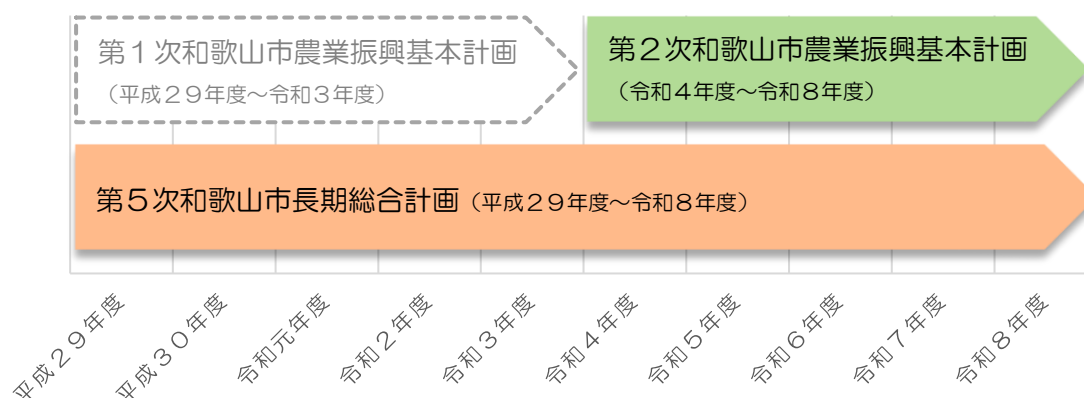 第１次和歌山市農業振興基本計画
（平成２９年度～令和３年度）
第２次和歌山市農業振興基本計画
（令和４年度～令和８年度）
第５次和歌山市長期総合計画（平成２９年度～令和８年度）
平成２９年度
平成３０年度
令和元年度
令和２年度
令和３年度
令和４年度
令和５年度
令和６年度
令和７年度
令和８年度